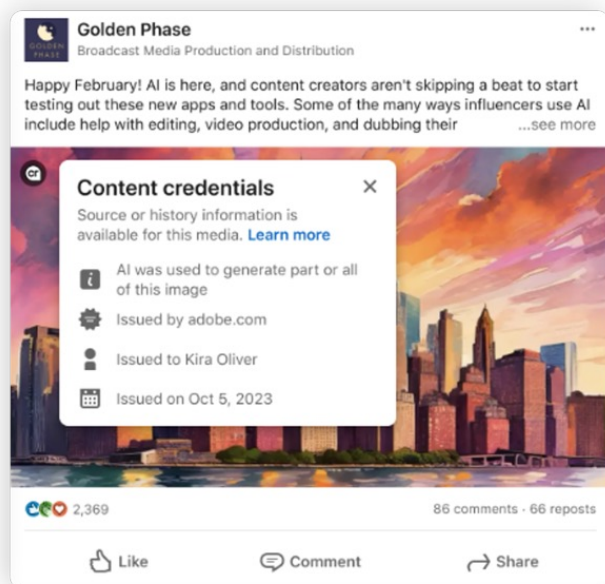 Golden Phase
GOLDEN
PHASE
Broadcast Media Production and Distribution
Happy February! AI is here, and content creators aren't skipping a beat to start
testing out these new apps and tools. Some of the many ways influencers use AI
include help with editing, video production, and dubbing their ...see more
cr
Content credentials
Source or history information is
available for this media. Learn more
AI was used to generate part or all
of this image
Issued by adobe.com
Issued to Kira Oliver
Issued on Oct 5, 2023
2,369
86 comments · 66 reposts
Like
Comment
Share